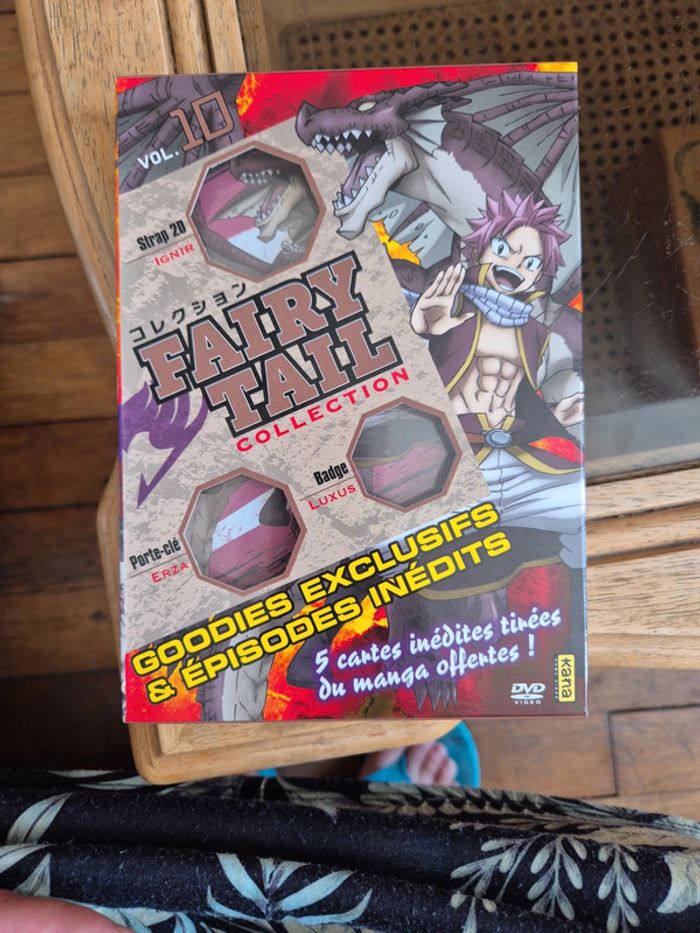 VOL.10
Strap 2D
IGNIR
コレクション
FAIRY
TAIL
COLLECTION
Badge
LUXUS
Porte-clé
ERZA
GOODIES EXCLUSIFS
& ÉPISODES INÉDITS
5 cartes inédites tirées
du manga offertes !
DVD
VIDEO
kana